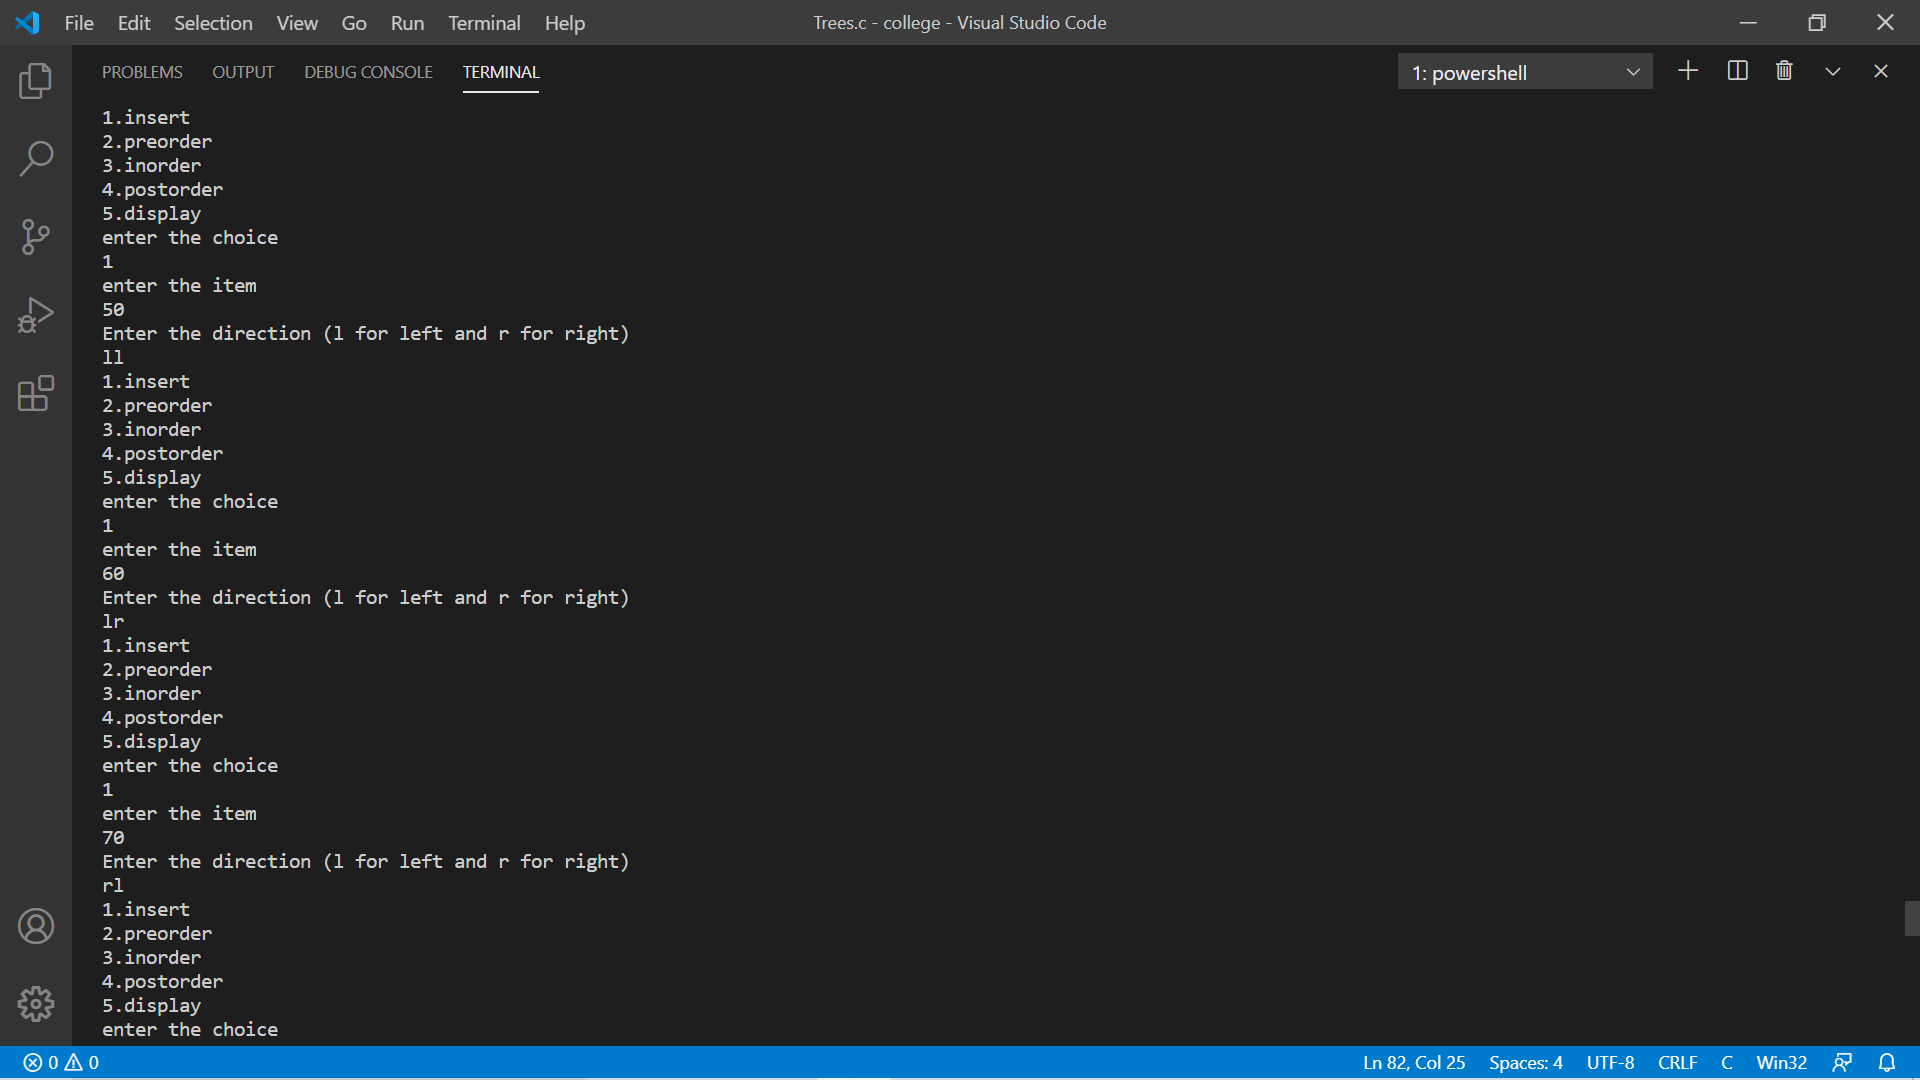 File Edit Selection View Go Run Terminal Help Trees.c - college - Visual Studio Code
PROBLEMS OUTPUT DEBUG CONSOLE TERMINAL 1: powershell
1.insert
2.preorder
3.inorder
4.postorder
5.display
enter the choice
1
enter the item
50
Enter the direction (l for left and r for right)
ll
1.insert
2.preorder
3.inorder
4.postorder
5.display
enter the choice
1
enter the item
60
Enter the direction (l for left and r for right)
lr
1.insert
2.preorder
3.inorder
4.postorder
5.display
enter the choice
1
enter the item
70
Enter the direction (l for left and r for right)
rl
1.insert
2.preorder
3.inorder
4.postorder
5.display
enter the choice
0 0 Ln 82, Col 25 Spaces: 4 UTF-8 CRLF C Win32